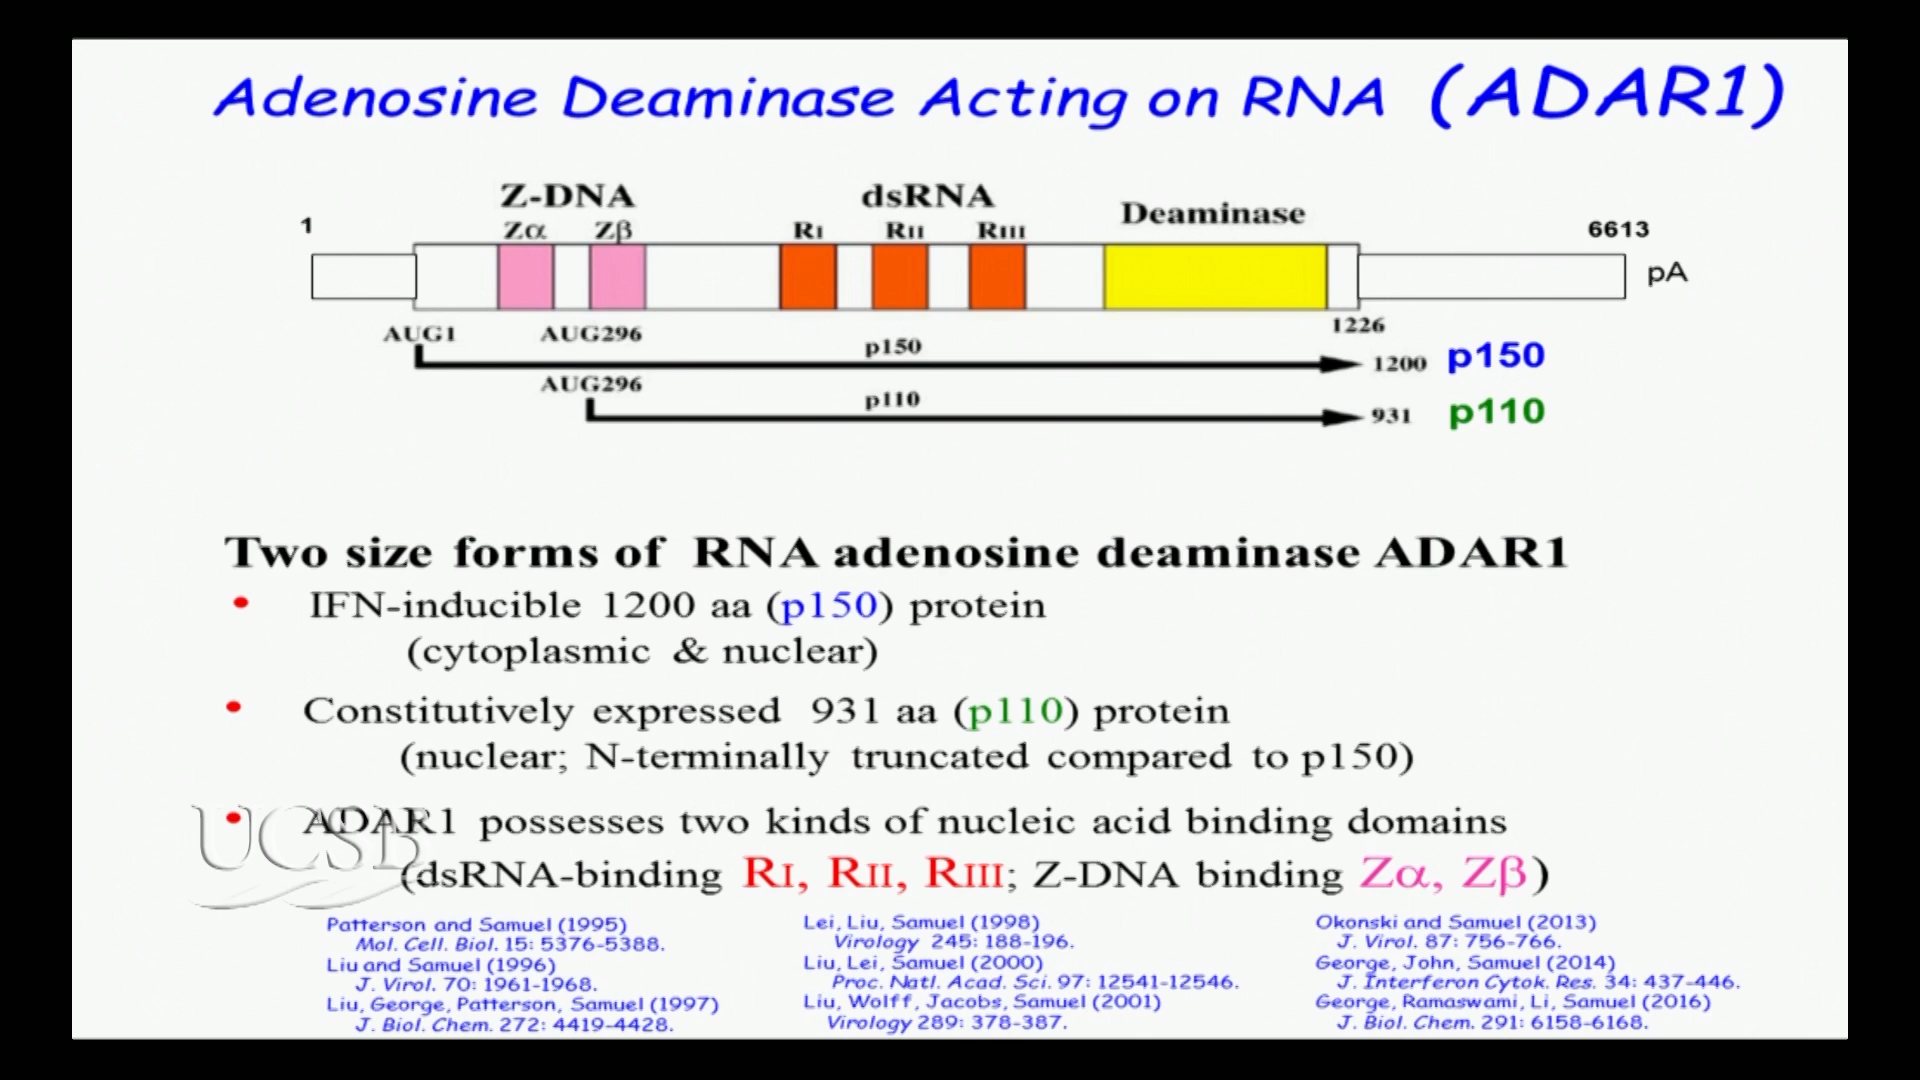 Adenosine Deaminase Acting on RNA (ADAR1)
Z-DNA dsRNA Deaminase
1 Zα Zβ RI RII RIII 6613
pA
AUG1 AUG296 1226
p150 1200 p150
AUG296
p110 931 p110
Two size forms of RNA adenosine deaminase ADAR1
• IFN-inducible 1200 aa (p150) protein
(cytoplasmic & nuclear)
• Constitutively expressed 931 aa (p110) protein
(nuclear; N-terminally truncated compared to p150)
• ADAR1 possesses two kinds of nucleic acid binding domains
(dsRNA-binding RI, RII, RIII; Z-DNA binding Zα, Zβ)
UCSB
Patterson and Samuel (1995)
Mol. Cell. Biol. 15: 5376-5388.
Liu and Samuel (1996)
J. Virol. 70: 1961-1968.
Liu, George, Patterson, Samuel (1997)
J. Biol. Chem. 272: 4419-4428.
Lei, Liu, Samuel (1998)
Virology 245: 188-196.
Liu, Lei, Samuel (2000)
Proc. Natl. Acad. Sci. 97: 12541-12546.
Liu, Wolff, Jacobs, Samuel (2001)
Virology 289: 378-387.
Okonski and Samuel (2013)
J. Virol. 87: 756-766.
George, John, Samuel (2014)
J. Interferon Cytok. Res. 34: 437-446.
George, Ramaswami, Li, Samuel (2016)
J. Biol. Chem. 291: 6158-6168.